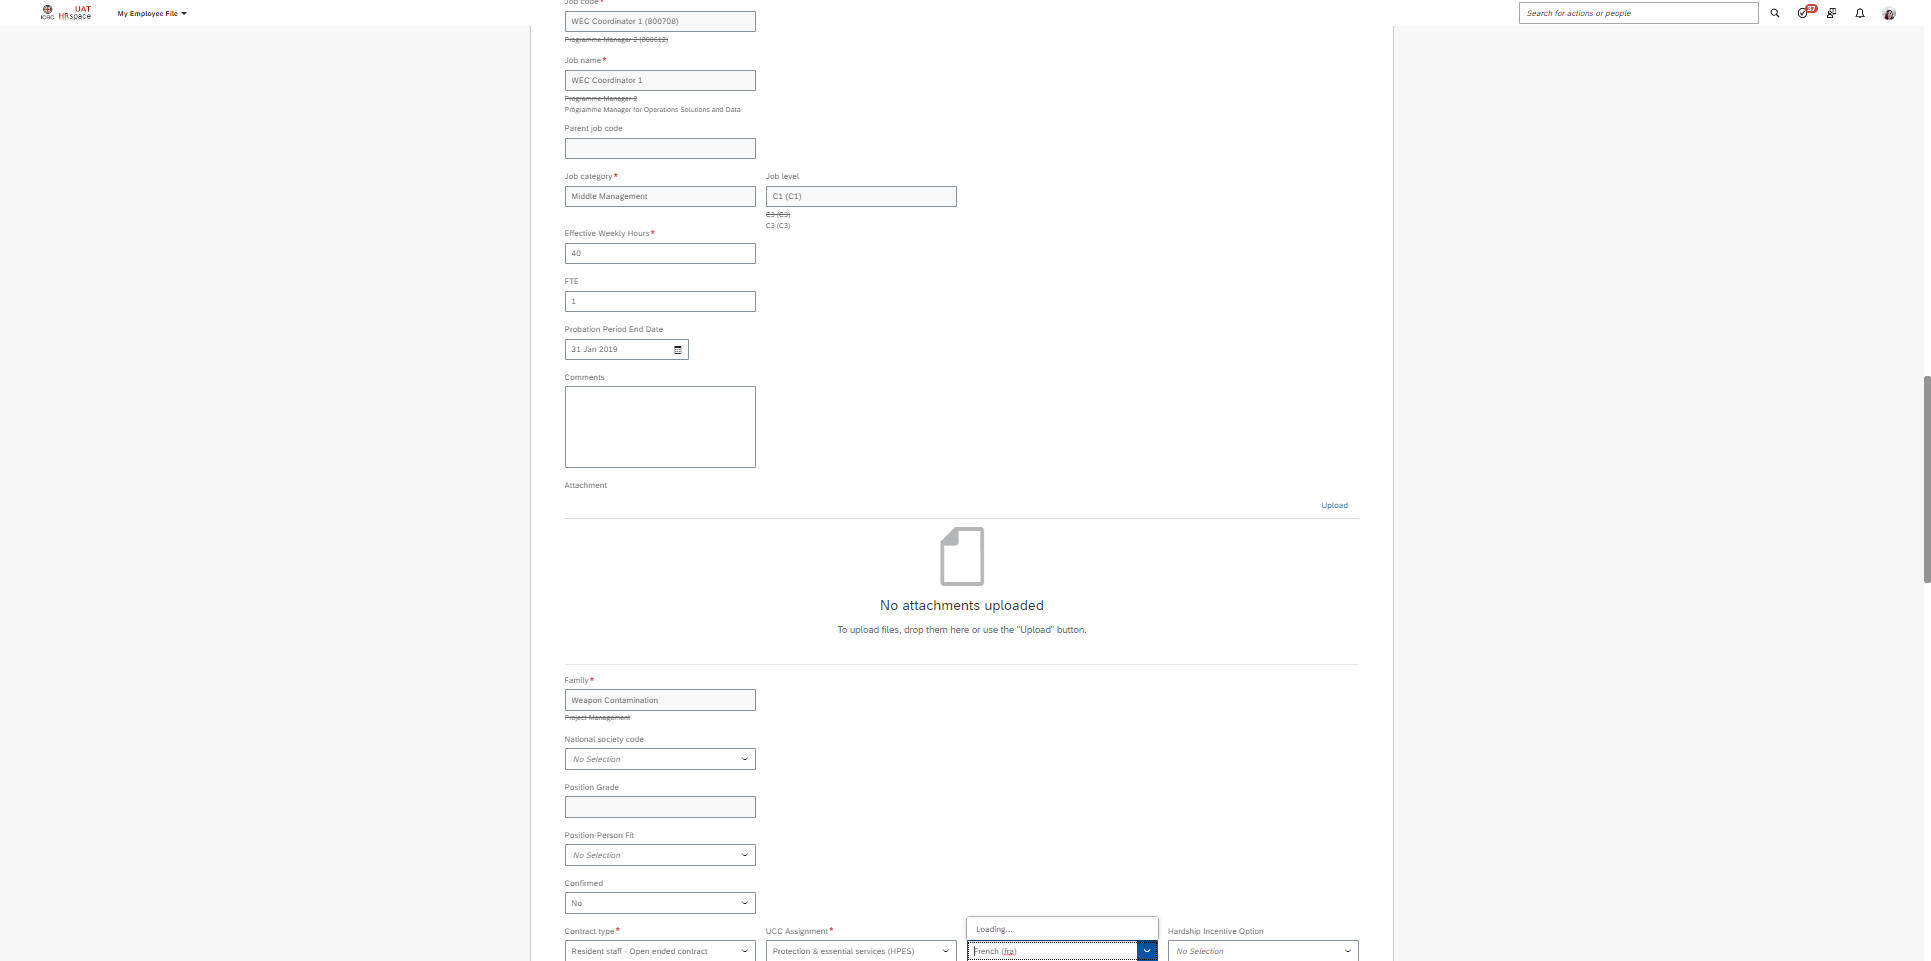 ICRC
UAT
HRspace
My Employee File
Search for actions or people
37
Job code*
WEC Coordinator 1 (800708)
Programme Manager 2 (800612)
Job name*
WEC Coordinator 1
Programme Manager 2
Programme Manager for Operations Solutions and Data
Parent job code
Job category*
Job level
Middle Management
C1 (C1)
C3 (C3)
C3 (C3)
Effective Weekly Hours*
40
FTE
1
Probation Period End Date
31 Jan 2019
Comments
Attachment
Upload
No attachments uploaded
To upload files, drop them here or use the "Upload" button.
Family*
Weapon Contamination
Project Management
National society code
No Selection
Position Grade
Position-Person Fit
No Selection
Confirmed
No
Contract type*
UCC Assignment*
Loading...
Hardship Incentive Option
Resident staff - Open ended contract
Protection & essential services (HPES)
French (fra)
No Selection